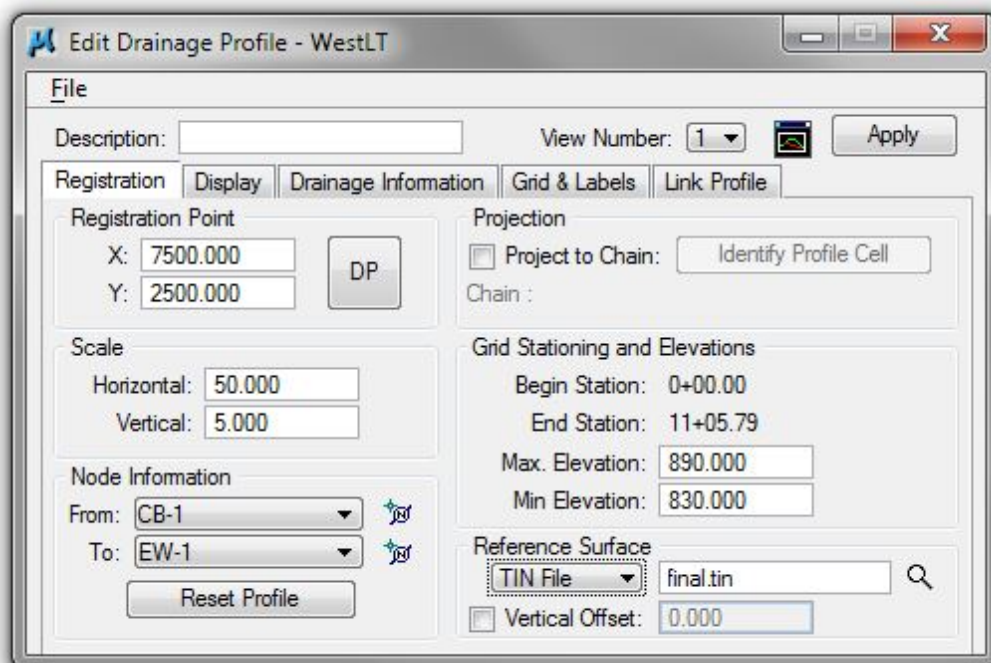 Edit Drainage Profile - WestLT
File
Description: View Number: 1 Apply
Registration Display Drainage Information Grid & Labels Link Profile
Registration Point
X: 7500.000
Y: 2500.000
DP
Projection
Project to Chain: Identify Profile Cell
Chain :
Scale
Horizontal: 50.000
Vertical: 5.000
Grid Stationing and Elevations
Begin Station: 0+00.00
End Station: 11+05.79
Max. Elevation: 890.000
Min Elevation: 830.000
Node Information
From: CB-1
To: EW-1
Reset Profile
Reference Surface
TIN File final.tin
Vertical Offset: 0.000